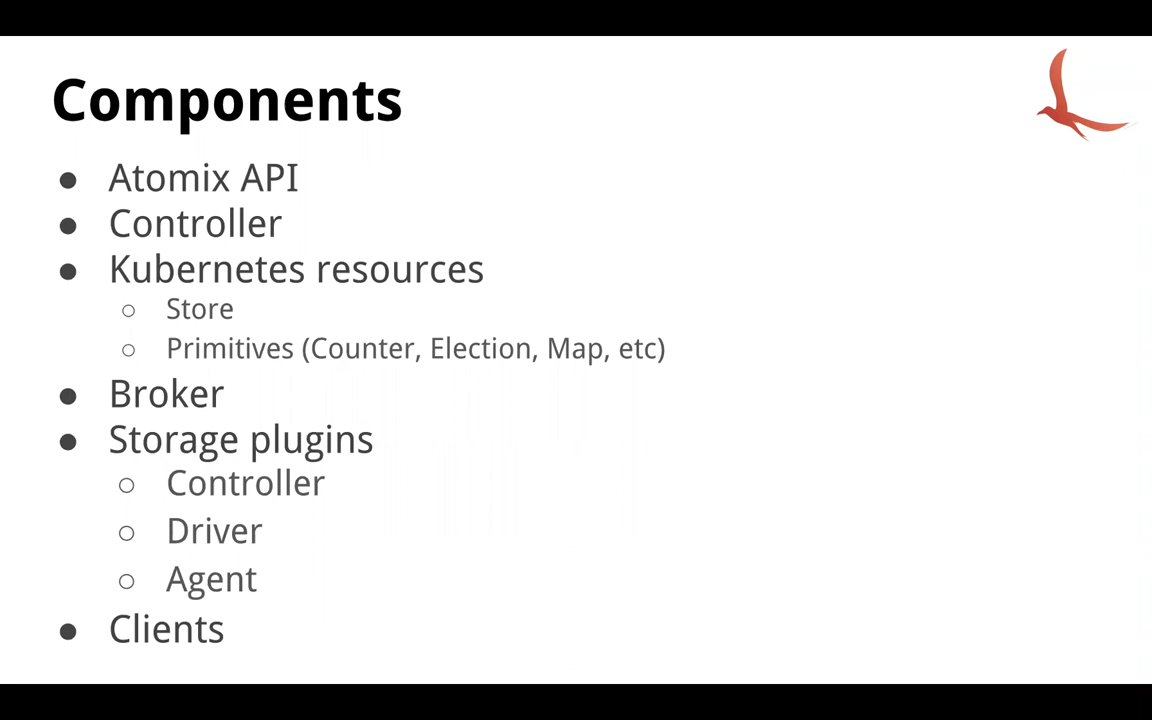 Components
● Atomix API
● Controller
● Kubernetes resources
○ Store
○ Primitives (Counter, Election, Map, etc)
● Broker
● Storage plugins
○ Controller
○ Driver
○ Agent
● Clients